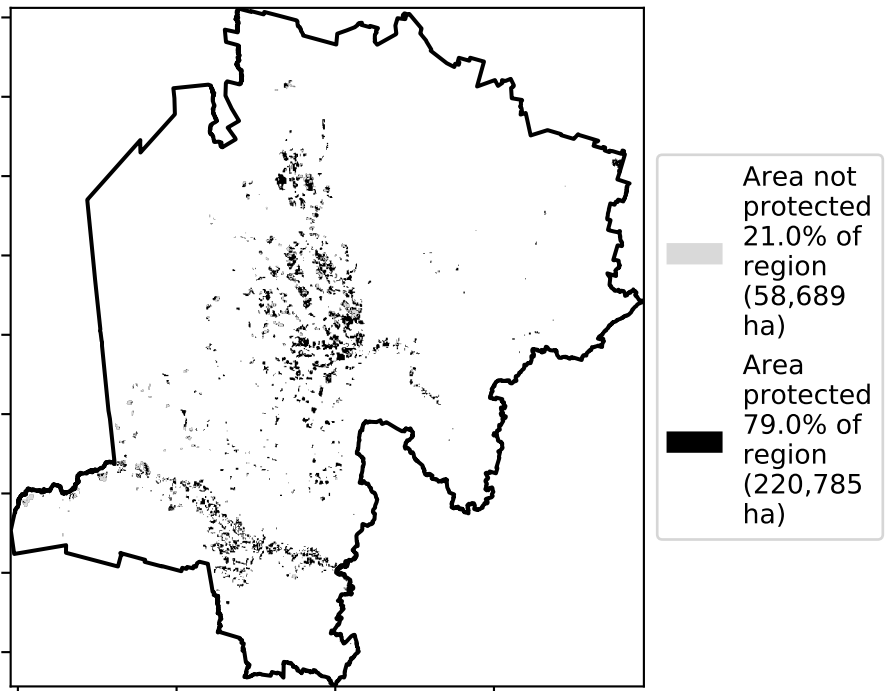 Area not
protected
21.0% of
region
(58,689
ha)
Area
protected
79.0% of
region
(220,785
ha)